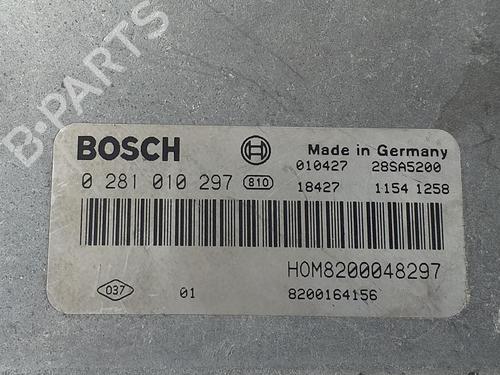 B-PARTS
BOSCH
Made in Germany
0 281 010 297 810
010427 28SA5200
18427 1154 1258
HOM8200048297
037 01 8200164156